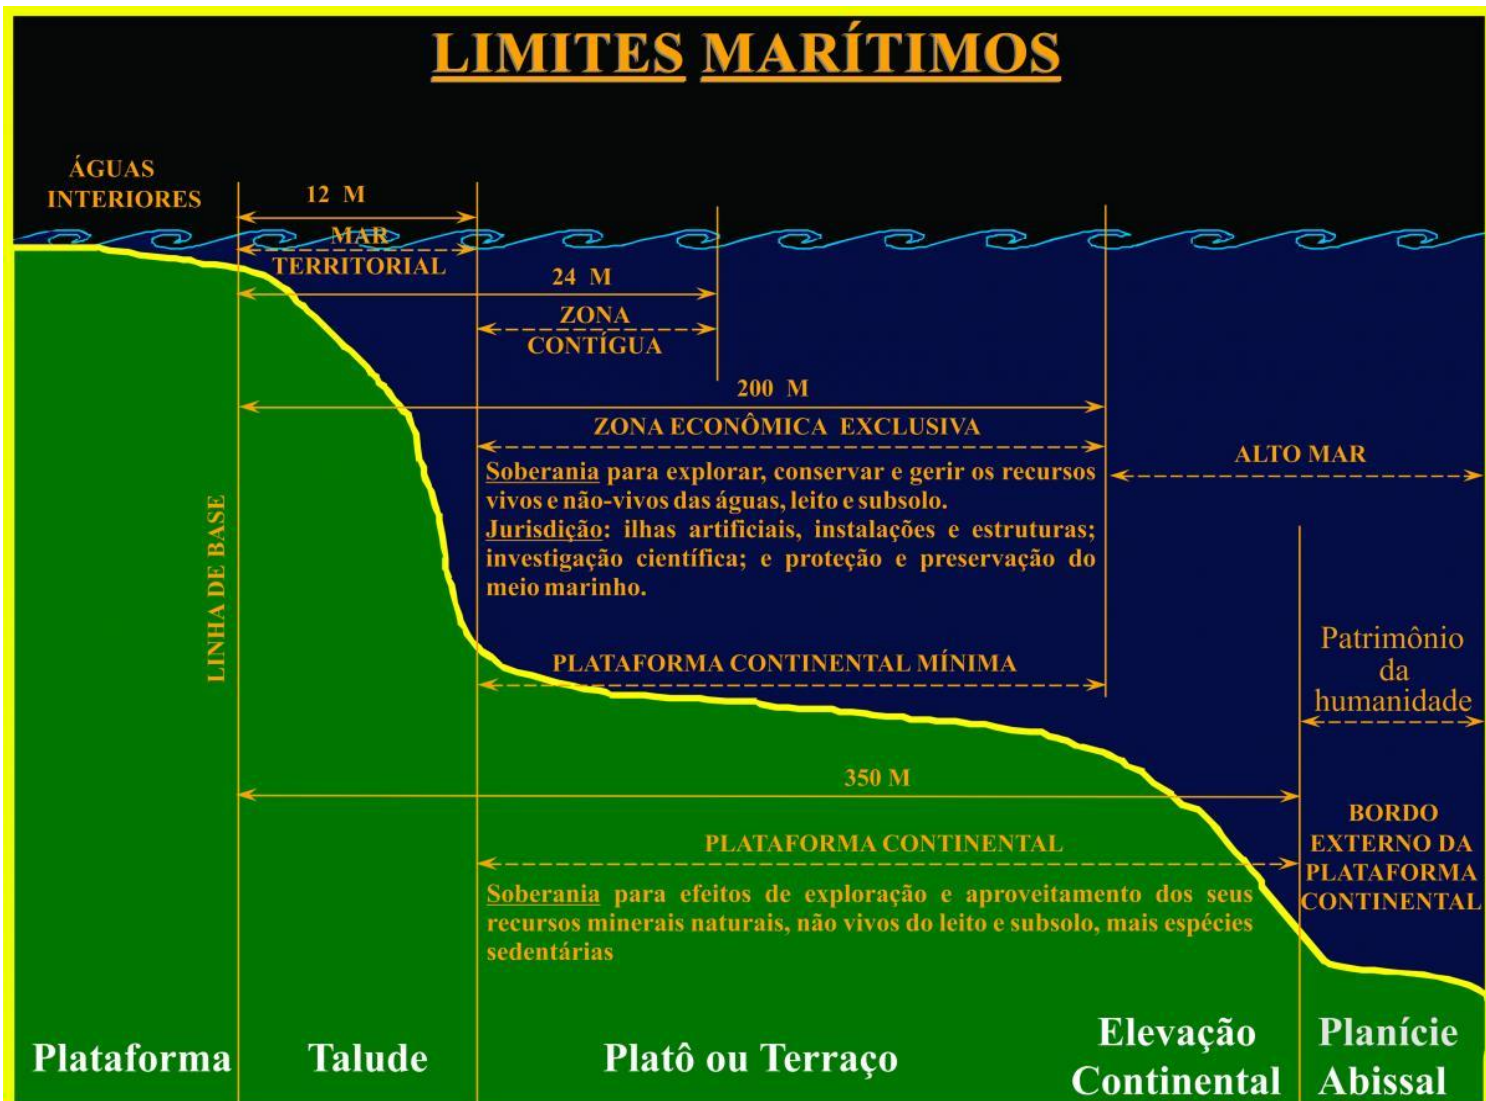 LIMITES MARÍTIMOS
ÁGUAS
INTERIORES
12 M
MAR
TERRITORIAL
24 M
ZONA
CONTÍGUA
200 M
ZONA ECONÔMICA EXCLUSIVA
Soberania para explorar, conservar e gerir os recursos
vivos e não-vivos das águas, leito e subsolo.
Jurisdição: ilhas artificiais, instalações e estruturas;
investigação científica; e proteção e preservação do
meio marinho.
ALTO MAR
LINHA DE BASE
PLATAFORMA CONTINENTAL MÍNIMA
Patrimônio
da
humanidade
350 M
PLATAFORMA CONTINENTAL
Soberania para efeitos de exploração e aproveitamento dos seus
recursos minerais naturais, não vivos do leito e subsolo, mais espécies
sedentárias
BORDO
EXTERNO DA
PLATAFORMA
CONTINENTAL
Plataforma
Talude
Platô ou Terraço
Elevação
Continental
Planície
Abissal